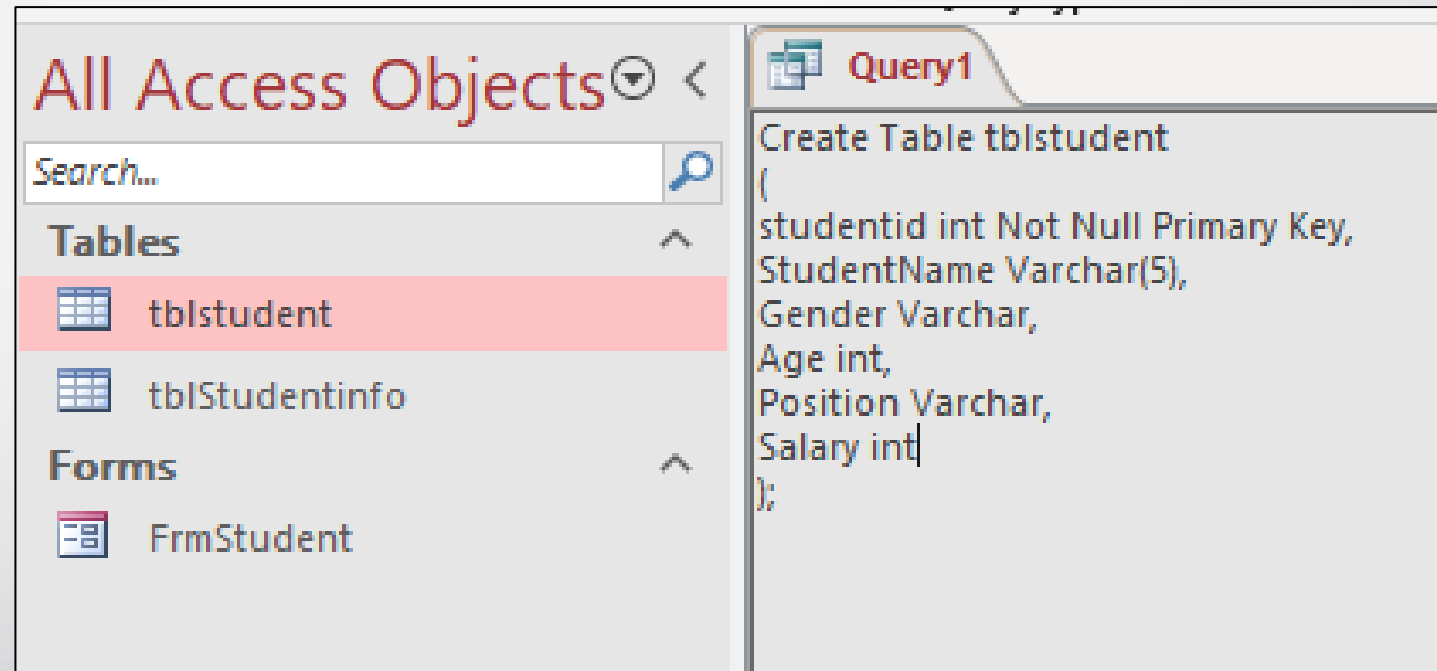 All Access Objects
Search...
Tables
tblstudent
tblStudentinfo
Forms
FrmStudent
Query1
Create Table tblstudent
(
studentid int Not Null Primary Key,
StudentName Varchar(5),
Gender Varchar,
Age int,
Position Varchar,
Salary int
);